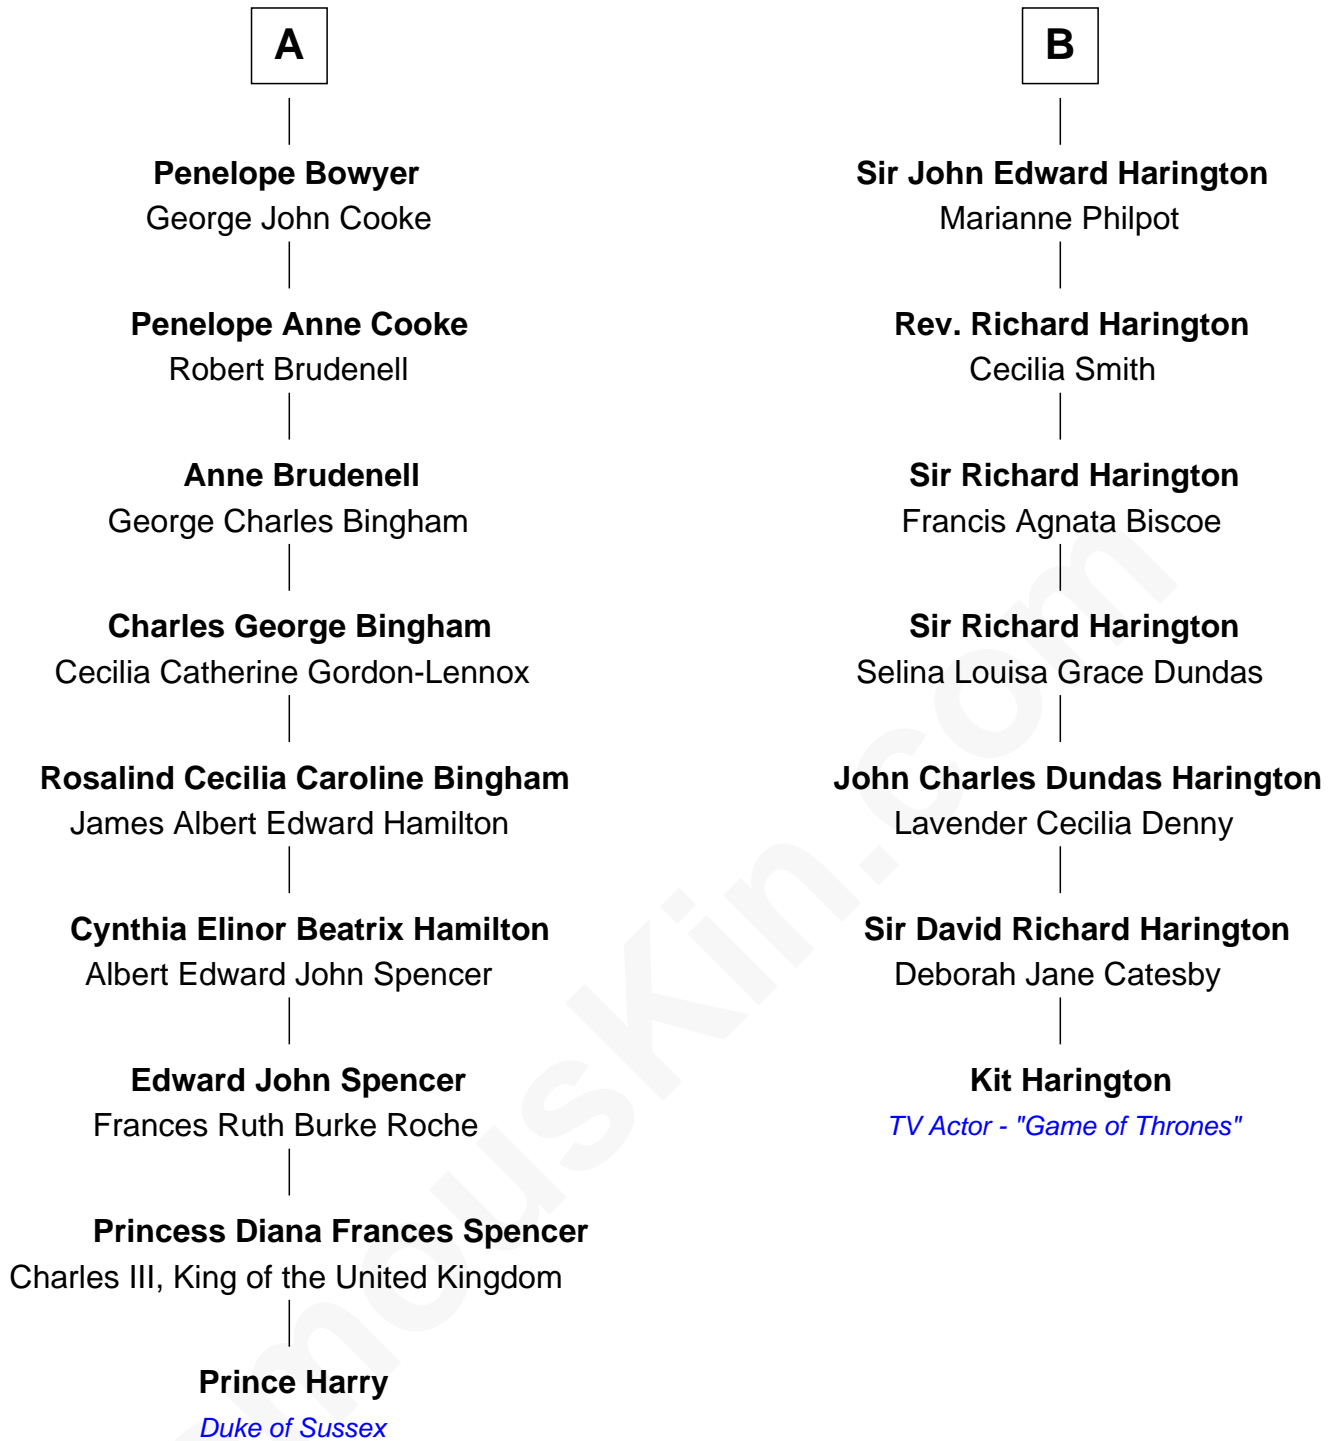 A
Penelope Bowyer
George John Cooke
Penelope Anne Cooke
Robert Brudenell
Anne Brudenell
George Charles Bingham
Charles George Bingham
Cecilia Catherine Gordon-Lennox
Rosalind Cecilia Caroline Bingham
James Albert Edward Hamilton
Cynthia Elinor Beatrix Hamilton
Albert Edward John Spencer
Edward John Spencer
Frances Ruth Burke Roche
Princess Diana Frances Spencer
Charles III, King of the United Kingdom
Prince Harry
Duke of Sussex
B
Sir John Edward Harington
Marianne Philpot
Rev. Richard Harington
Cecilia Smith
Sir Richard Harington
Francis Agnata Biscoe
Sir Richard Harington
Selina Louisa Grace Dundas
John Charles Dundas Harington
Lavender Cecilia Denny
Sir David Richard Harington
Deborah Jane Catesby
Kit Harington
TV Actor - "Game of Thrones"
mousKin.com